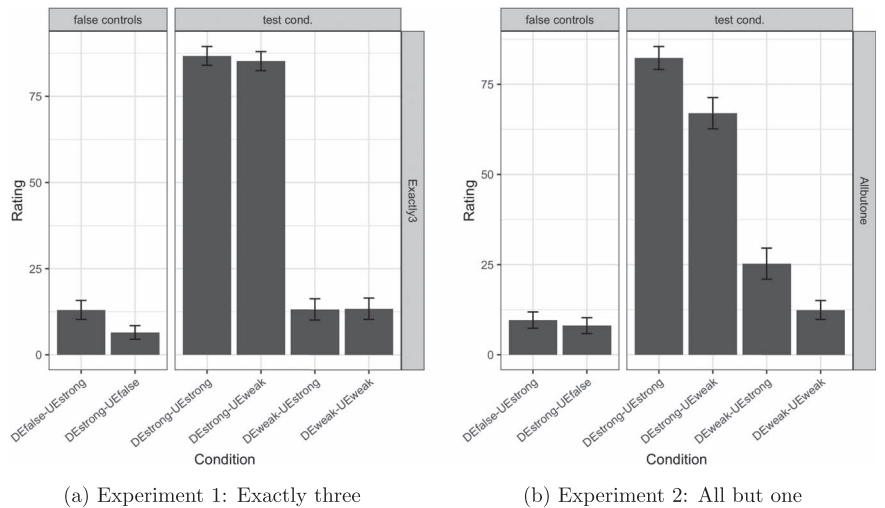 false controls
test cond.
Rating
75
50
25
0
Exactly3
DEfalse-UEstrong
DEstrong-UEfalse
DEstrong-UEstrong
DEstrong-UEweak
DEweak-UEstrong
DEweak-UEweak
Condition
(a) Experiment 1: Exactly three
false controls
test cond.
Rating
75
50
25
0
Allbutone
DEfalse-UEstrong
DEstrong-UEfalse
DEstrong-UEstrong
DEstrong-UEweak
DEweak-UEstrong
DEweak-UEweak
Condition
(b) Experiment 2: All but one